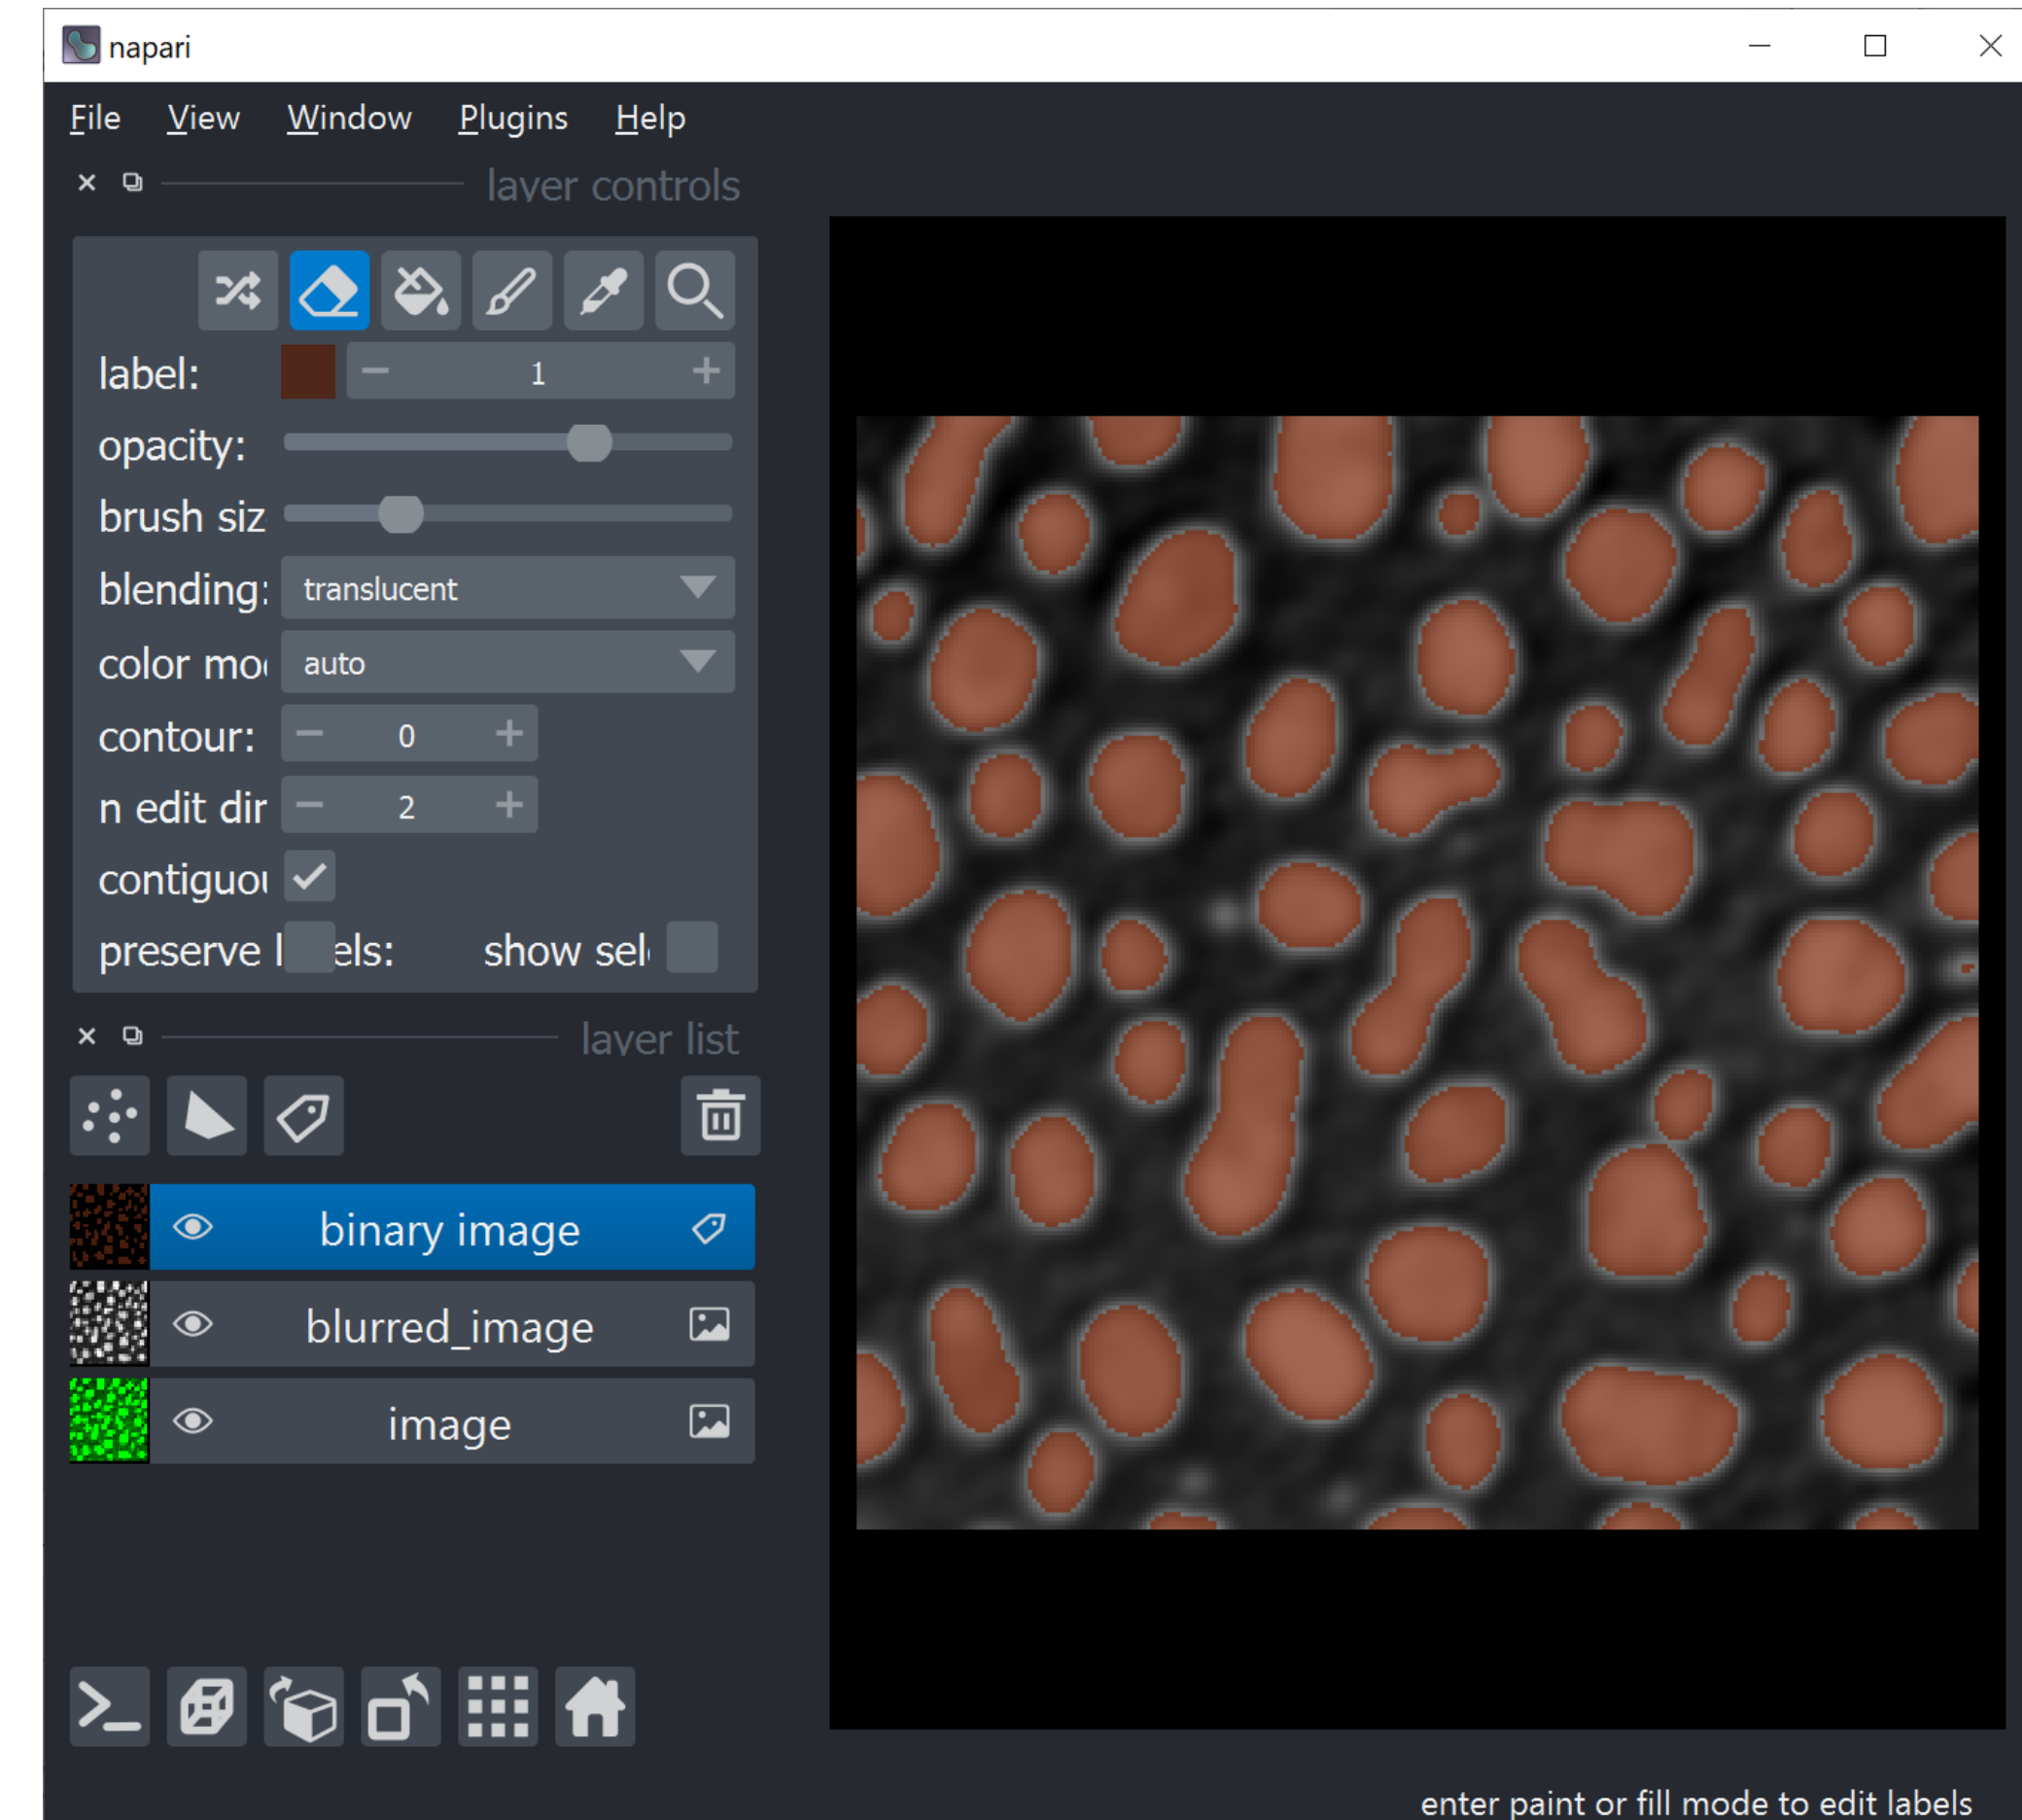 napari
File View Window Plugins Help
layer controls
label: 1
opacity:
brush siz
blending: translucent
color mo auto
contour: 0
n edit dir 2
contiguou
preserve l els: show sel
layer list
binary image
blurred_image
image
enter paint or fill mode to edit labels